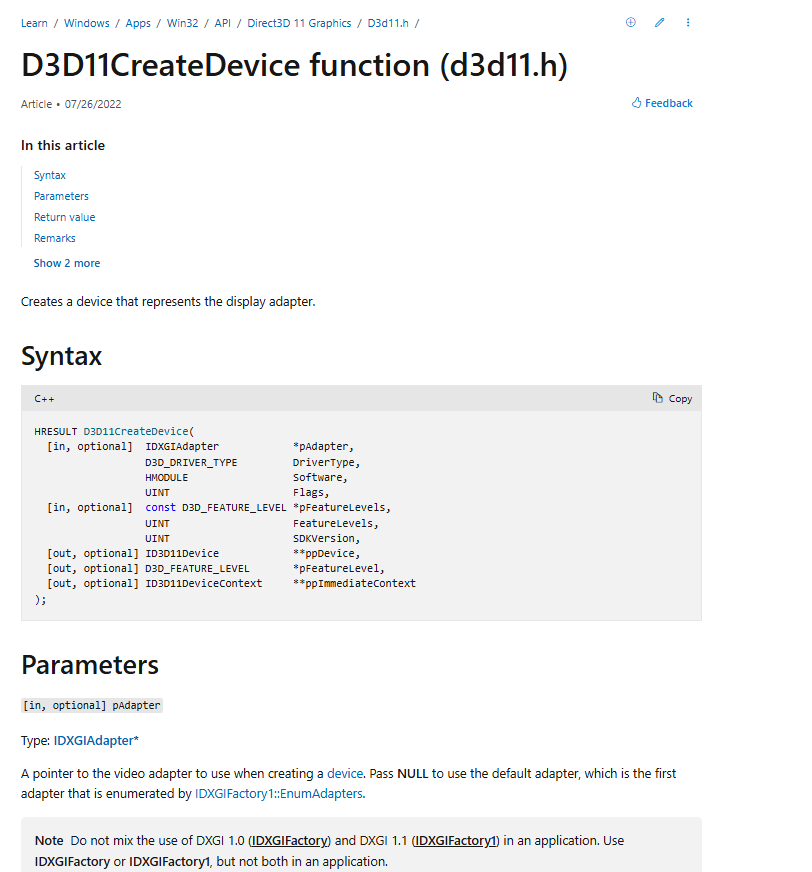 Learn / Windows / Apps / Win32 / API / Direct3D 11 Graphics / D3d11.h /
D3D11CreateDevice function (d3d11.h)
Article • 07/26/2022
Feedback
In this article
Syntax
Parameters
Return value
Remarks
Show 2 more
Creates a device that represents the display adapter.
Syntax
C++
Copy
HRESULT D3D11CreateDevice(
  [in, optional]  IDXGIAdapter            *pAdapter,
                  D3D_DRIVER_TYPE         DriverType,
                  HMODULE                 Software,
                  UINT                    Flags,
  [in, optional]  const D3D_FEATURE_LEVEL *pFeatureLevels,
                  UINT                    FeatureLevels,
                  UINT                    SDKVersion,
  [out, optional] ID3D11Device            **ppDevice,
  [out, optional] D3D_FEATURE_LEVEL       *pFeatureLevel,
  [out, optional] ID3D11DeviceContext     **ppImmediateContext
);
Parameters
[in, optional] pAdapter
Type: IDXGIAdapter*
A pointer to the video adapter to use when creating a device. Pass NULL to use the default adapter, which is the first
adapter that is enumerated by IDXGIFactory1::EnumAdapters.
Note  Do not mix the use of DXGI 1.0 (IDXGIFactory) and DXGI 1.1 (IDXGIFactory1) in an application. Use
IDXGIFactory or IDXGIFactory1, but not both in an application.